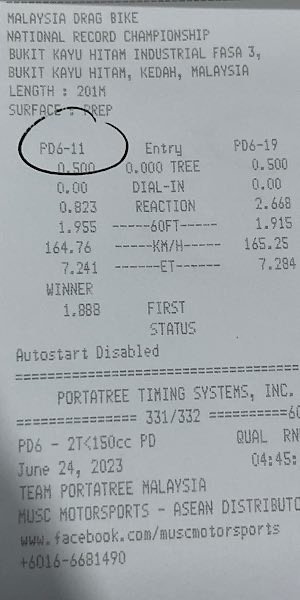 MALAYSIA DRAG BIKE
NATIONAL RECORD CHAMPIONSHIP
BUKIT KAYU HITAM INDUSTRIAL FASA 3,
BUKIT KAYU HITAM, KEDAH, MALAYSIA
LENGTH : 201M
SURFACE : PREP
PD6-11 Entry PD6-19
0.500 0.000 TREE 0.500
0.00 DIAL-IN 0.00
0.823 REACTION 2.668
1.955 -----60FT----- 1.915
164.76 -----KM/H----- 165.25
7.241 ------ET------ 7.284
WINNER
1.888 FIRST
STATUS
Autostart Disabled
====================================
PORTATREE TIMING SYSTEMS, INC.
=============== 331/332 ==========60
PD6 - 2T<150cc PD QUAL RN
June 24, 2023 04:45:
TEAM PORTATREE MALAYSIA
MUSC MOTORSPORTS - ASEAN DISTRIBUTO
www.facebook.com/muscmotorsports
+6016-6681490